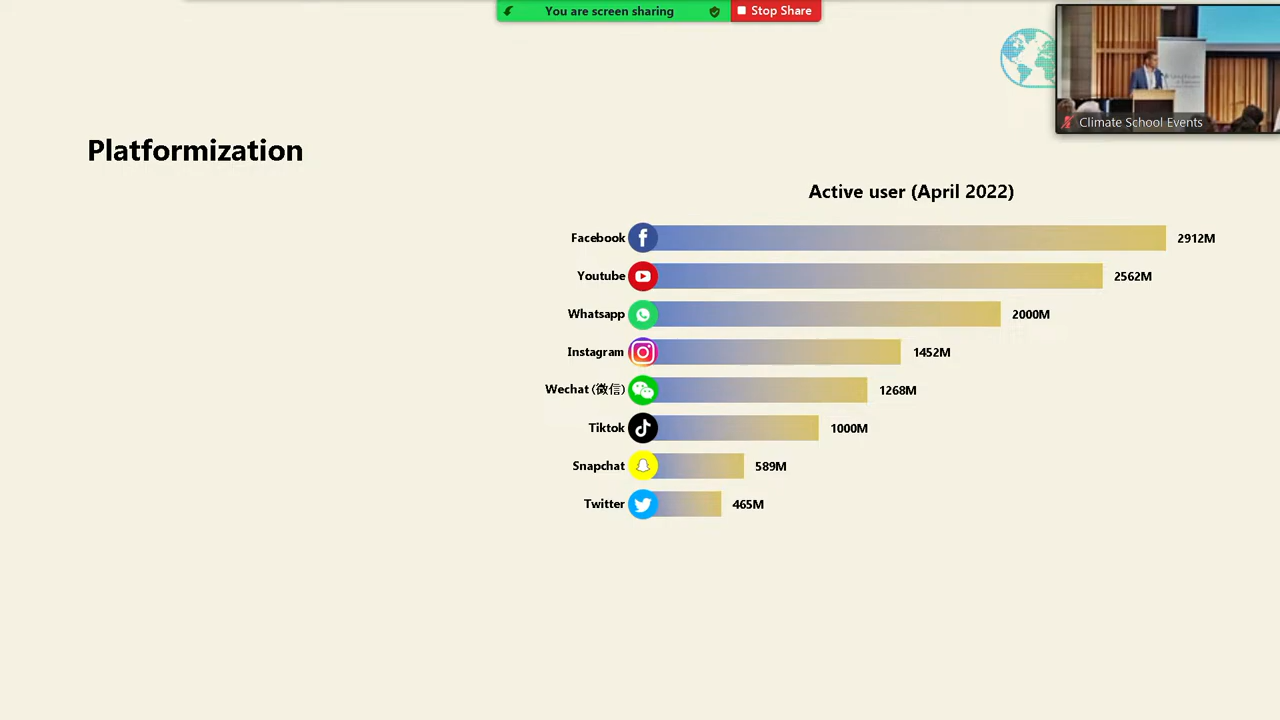 You are screen sharing
Stop Share
Climate School Events
Platformization
Active user (April 2022)
Facebook 2912M
Youtube 2562M
Whatsapp 2000M
Instagram 1452M
Wechat (微信) 1268M
Tiktok 1000M
Snapchat 589M
Twitter 465M